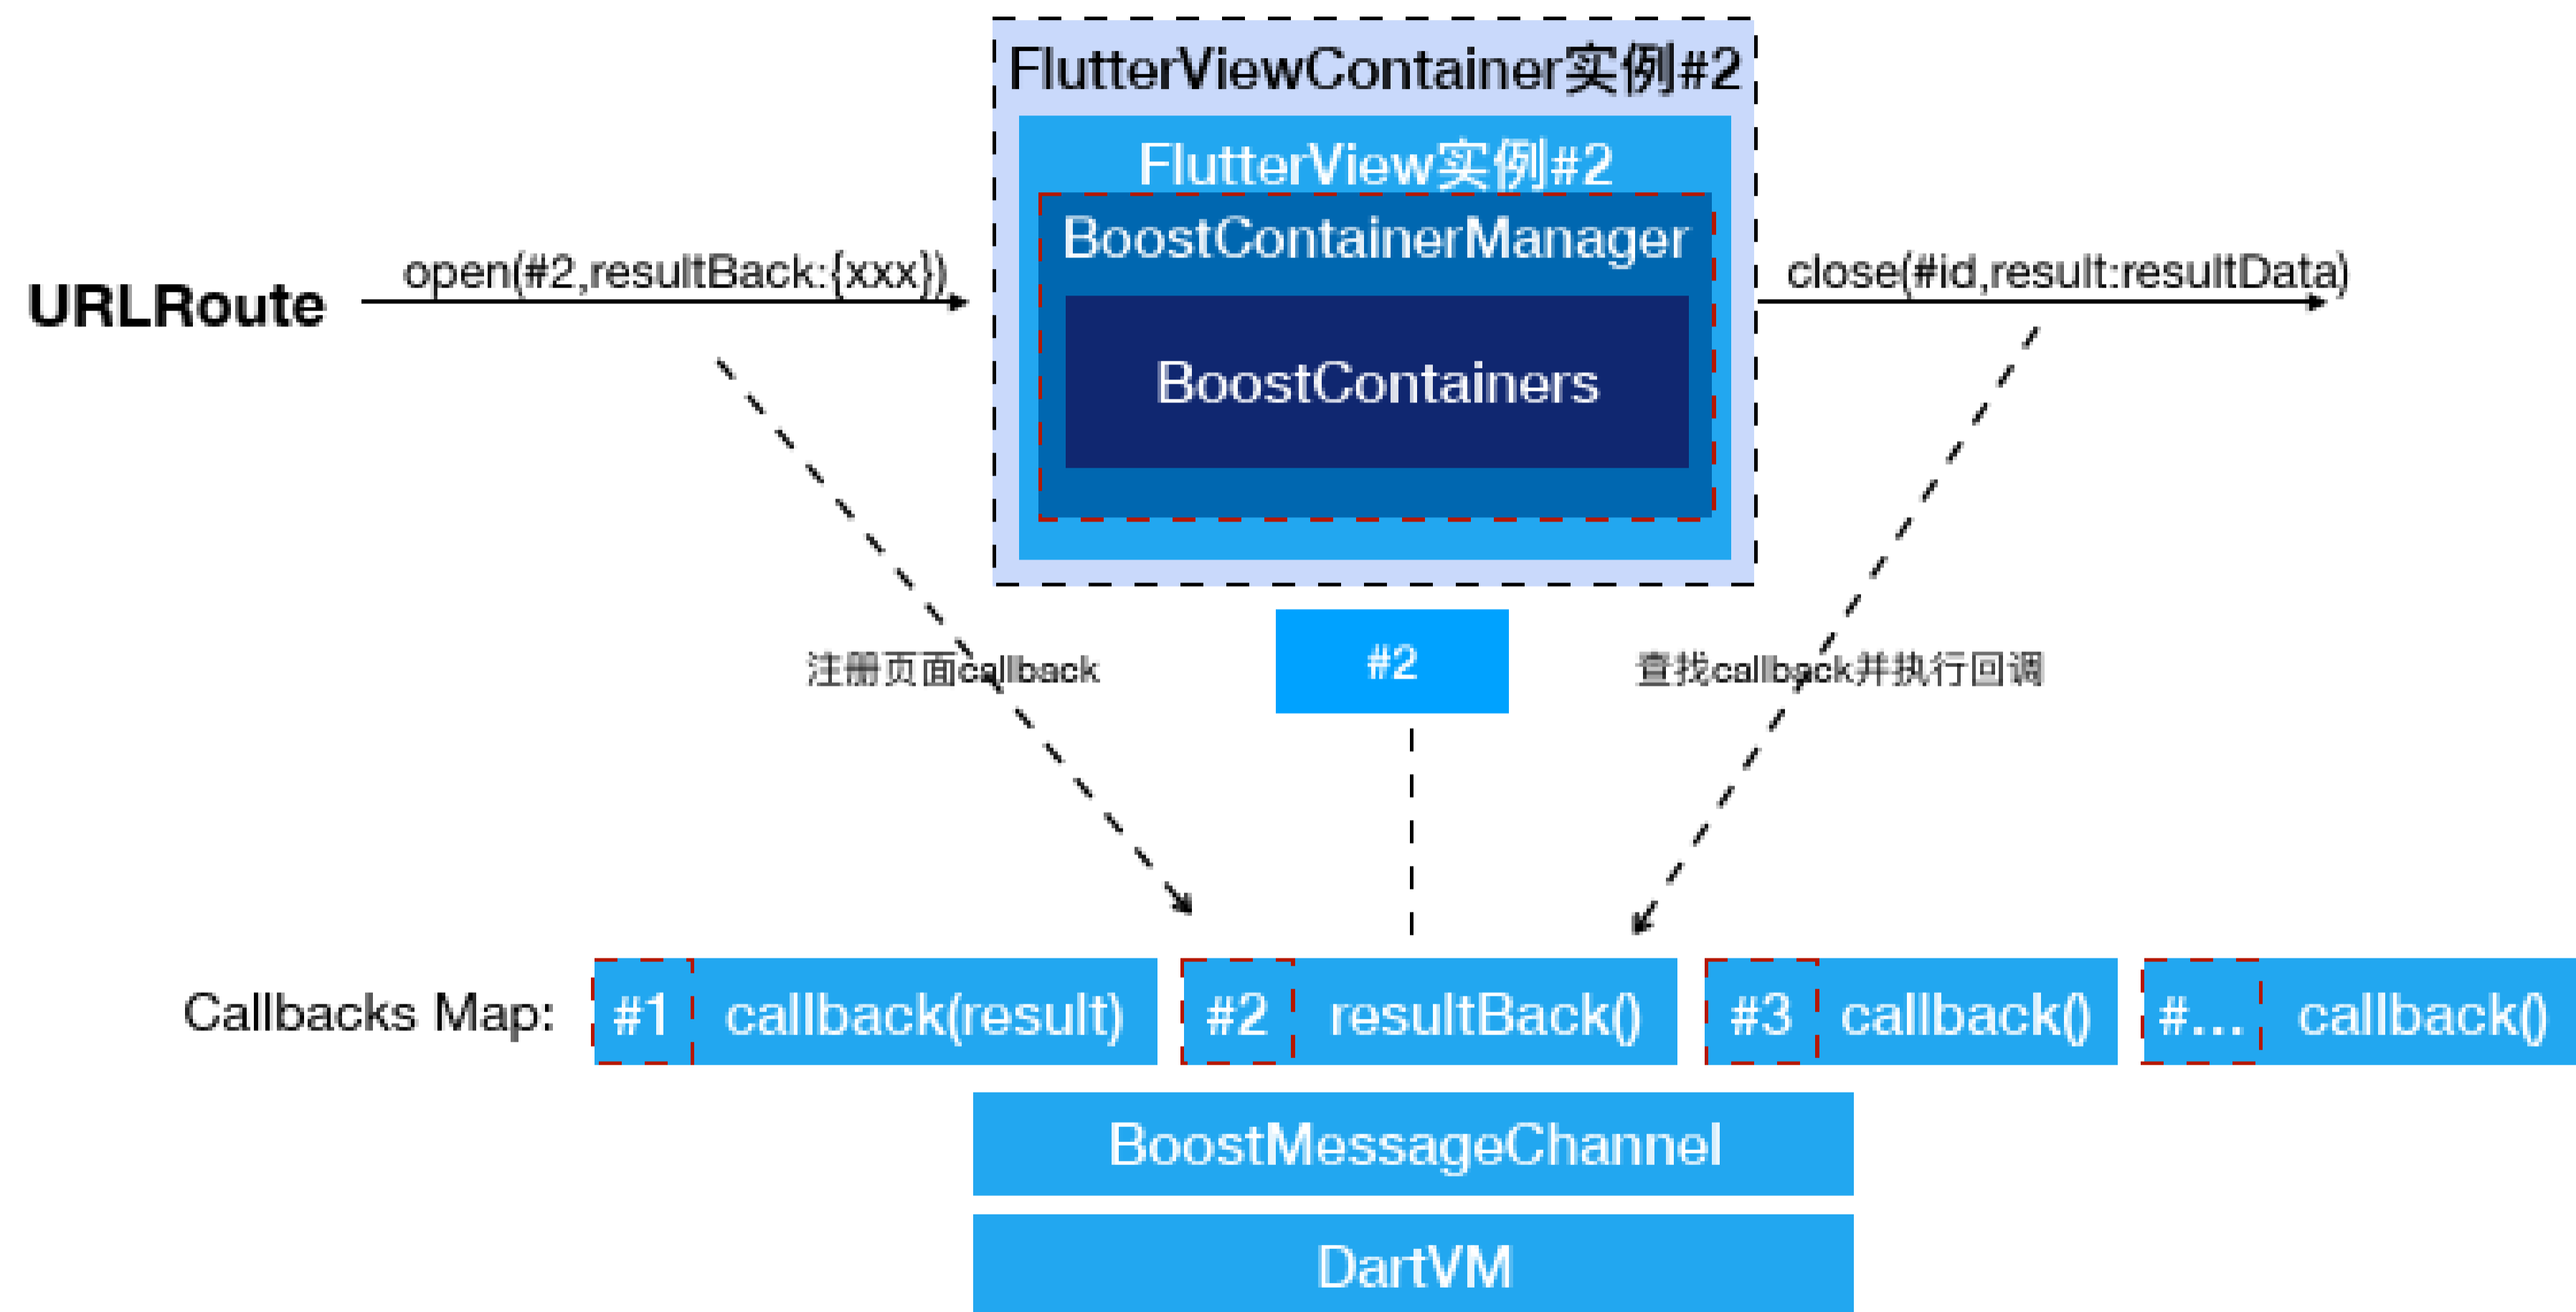 FlutterViewContainer实例#2
FlutterView实例#2
BoostContainerManager
BoostContainers
URLRoute
open(#2,resultBack:{xxx})
close(#id,result:resultData)
#2
注册页面callback
查找callback并执行回调
Callbacks Map:
#1 callback(result)
#2 resultBack()
#3 callback()
#... callback()
BoostMessageChannel
DartVM